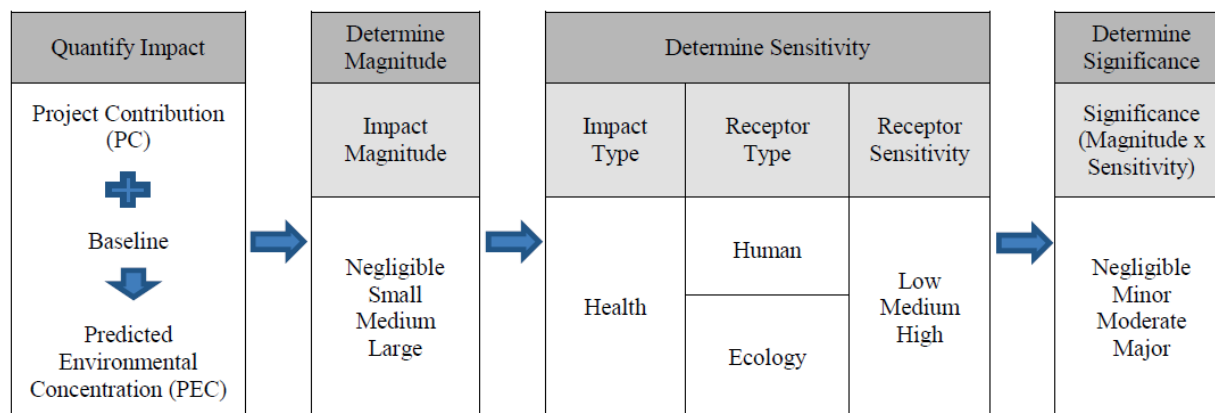 Quantify Impact
Project Contribution
(PC)
Baseline
Predicted
Environmental
Concentration (PEC)
Determine
Magnitude
Impact
Magnitude
Negligible
Small
Medium
Large
Determine Sensitivity
Impact
Type
Receptor
Type
Receptor
Sensitivity
Health
Human
Ecology
Low
Medium
High
Determine
Significance
Significance
(Magnitude x
Sensitivity)
Negligible
Minor
Moderate
Major